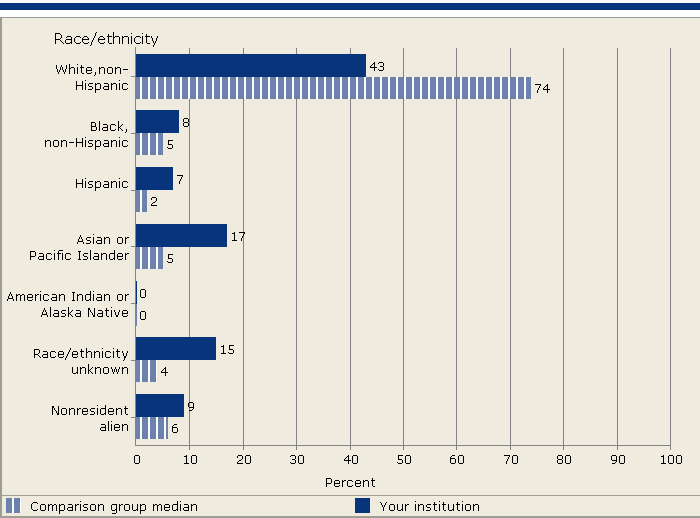 Race/ethnicity
White,non-
Hispanic
43
74
Black,
non-Hispanic
8
5
Hispanic
7
2
Asian or
Pacific Islander
17
5
American Indian or
Alaska Native
0
0
Race/ethnicity
unknown
15
4
Nonresident
alien
9
6
0 10 20 30 40 50 60 70 80 90 100
Percent
Comparison group median Your institution